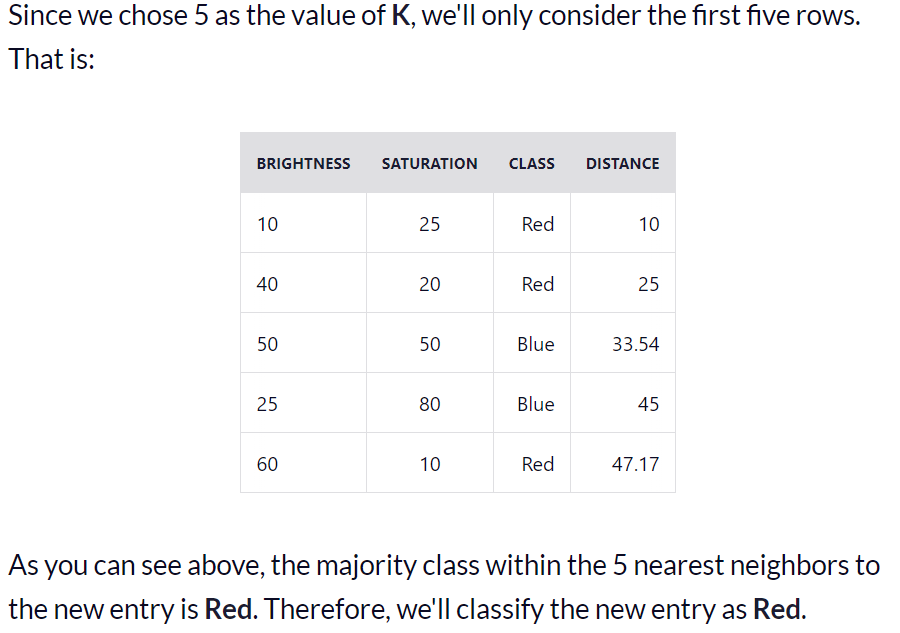 Since we chose 5 as the value of K, we'll only consider the first five rows.
That is:
BRIGHTNESS SATURATION CLASS DISTANCE
10 25 Red 10
40 20 Red 25
50 50 Blue 33.54
25 80 Blue 45
60 10 Red 47.17
As you can see above, the majority class within the 5 nearest neighbors to
the new entry is Red. Therefore, we'll classify the new entry as Red.